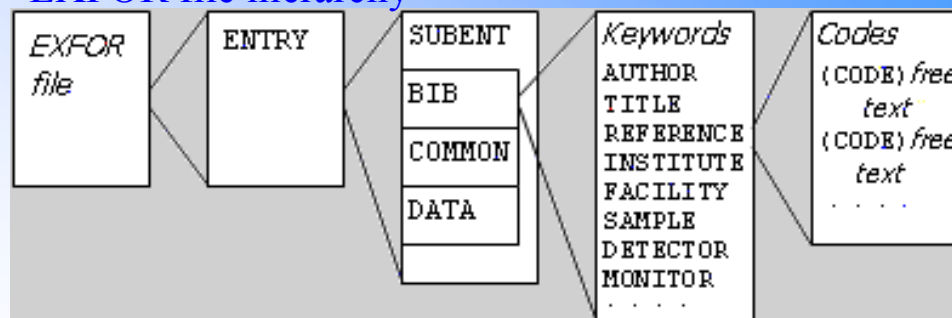 EXFOR file hierarchy
EXFOR
file
ENTRY
SUBENT
BIB
COMMON
DATA
Keywords
AUTHOR
TITLE
REFERENCE
INSTITUTE
FACILITY
SAMPLE
DETECTOR
MONITOR
. . . .
Codes
(CODE) free
text
(CODE) free
text
. . . .